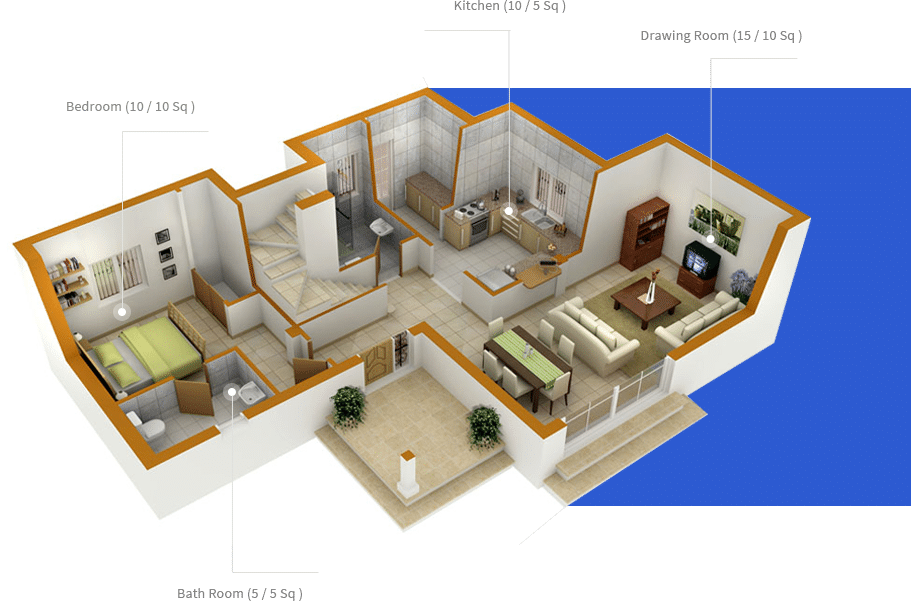 Kitchen (10 / 5 Sq )
Drawing Room (15 / 10 Sq )
Bedroom (10 / 10 Sq )
Bath Room (5 / 5 Sq )